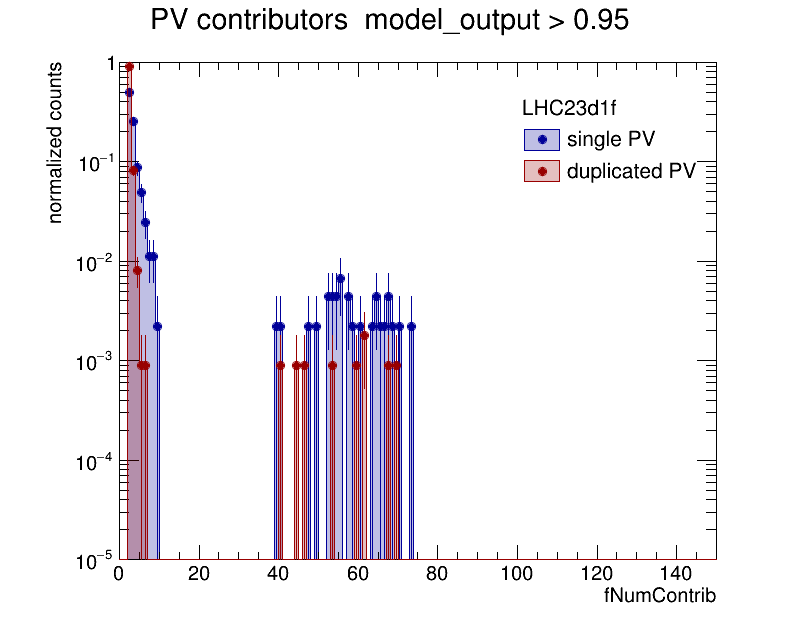 PV contributors  model_output > 0.95
normalized counts
LHC23d1f
single PV
duplicated PV
1
10⁻¹
10⁻²
10⁻³
10⁻⁴
10⁻⁵
0 20 40 60 80 100 120 140
fNumContrib